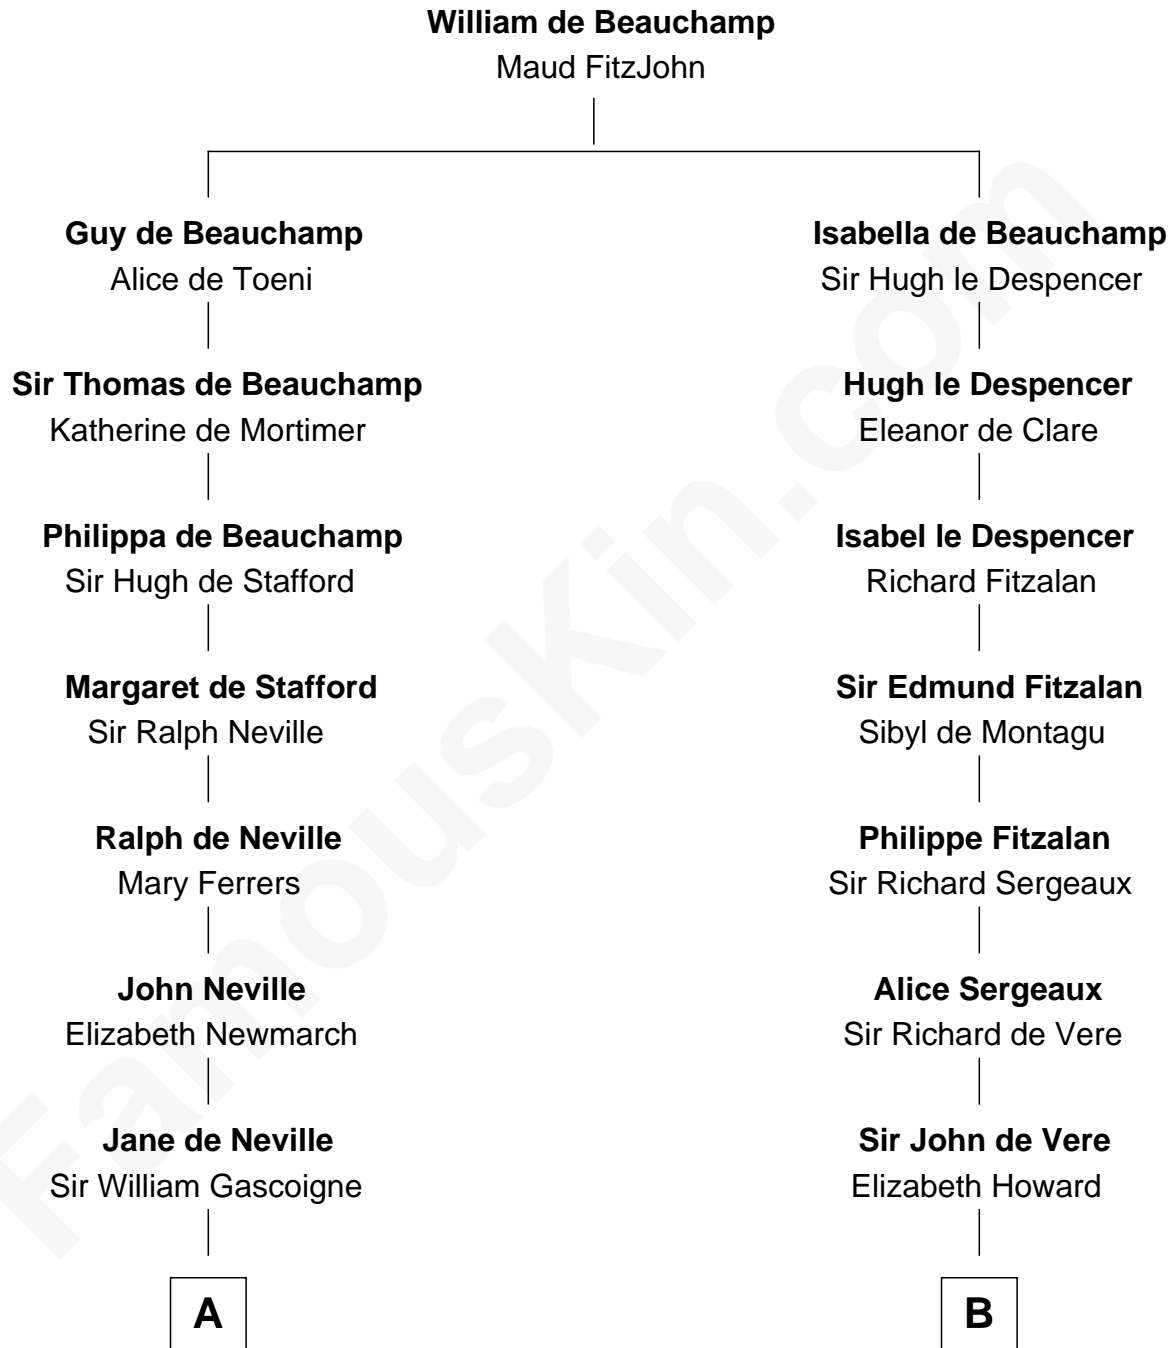 William de Beauchamp
Maud FitzJohn
Guy de Beauchamp
Alice de Toeni
Isabella de Beauchamp
Sir Hugh le Despencer
Sir Thomas de Beauchamp
Katherine de Mortimer
Hugh le Despencer
Eleanor de Clare
Philippa de Beauchamp
Sir Hugh de Stafford
Isabel le Despencer
Richard Fitzalan
Margaret de Stafford
Sir Ralph Neville
Sir Edmund Fitzalan
Sibyl de Montagu
Ralph de Neville
Mary Ferrers
Philippe Fitzalan
Sir Richard Sergeaux
John Neville
Elizabeth Newmarch
Alice Sergeaux
Sir Richard de Vere
Jane de Neville
Sir William Gascoigne
Sir John de Vere
Elizabeth Howard
A
B
FamousKin.com